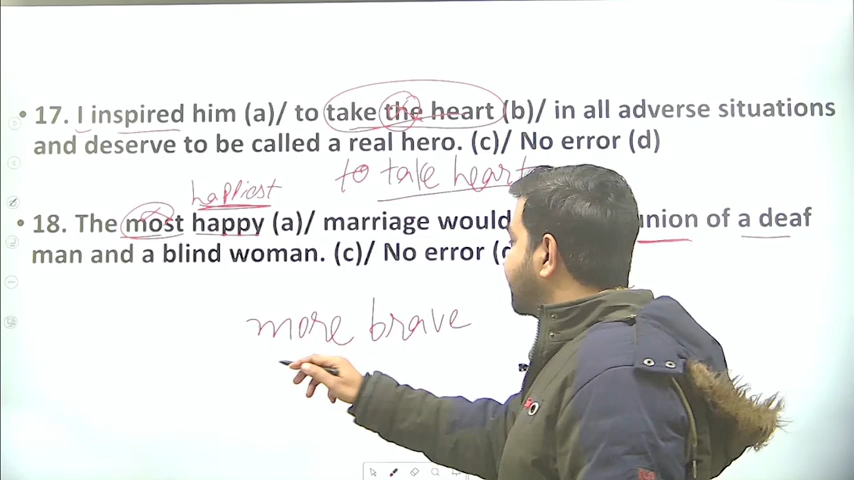 • 17. I inspired him (a)/ to take the heart (b)/ in all adverse situations
and deserve to be called a real hero. (c)/ No error (d)
to take heart
happiest
• 18. The most happy (a)/ marriage would union of a deaf
man and a blind woman. (c)/ No error (
more brave